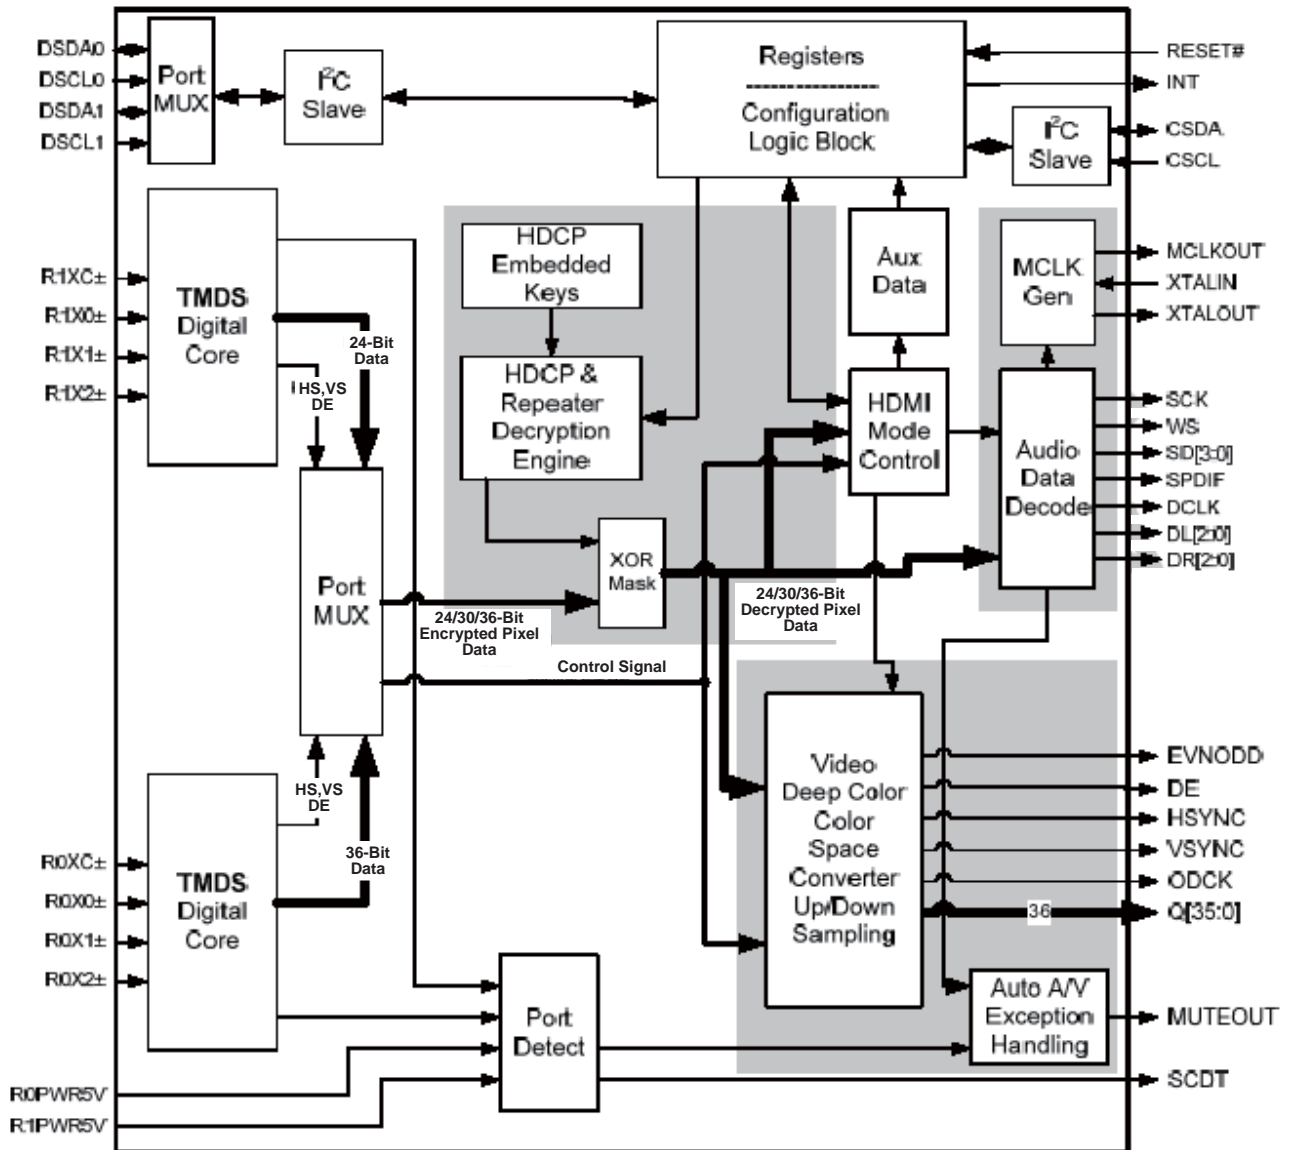 DSDA0
DSCL0
DSDA1
DSCL1
Port
MUX
I2C
Slave
Registers
Configuration
Logic Block
RESET#
INT
I2C
Slave
CSDA
CSCL
R1XC±
R1X0±
R1X1±
R1X2±
TMDS
Digital
Core
24-Bit
Data
HS,VS
DE
HDCP
Embedded
Keys
HDCP &
Repeater
Decryption
Engine
XOR
Mask
Aux
Data
HDMI
Mode
Control
MCLK
Gen
MCLKOUT
XTALIN
XTALOUT
Audio
Data
Decode
SCK
WS
SD[3:0]
SPDIF
DCLK
DL[2:0]
DR[2:0]
Port
MUX
24/30/36-Bit
Encrypted Pixel
Data
24/30/36-Bit
Decrypted Pixel
Data
Control Signal
HS,VS
DE
36-Bit
Data
R0XC±
R0X0±
R0X1±
R0X2±
TMDS
Digital
Core
Video
Deep Color
Color
Space
Converter
Up/Down
Sampling
EVNODD
DE
HSYNC
VSYNC
ODCK
36
Q[35:0]
Port
Detect
Auto A/V
Exception
Handling
MUTEOUT
SCDT
R0PWR5V
R1PWR5V